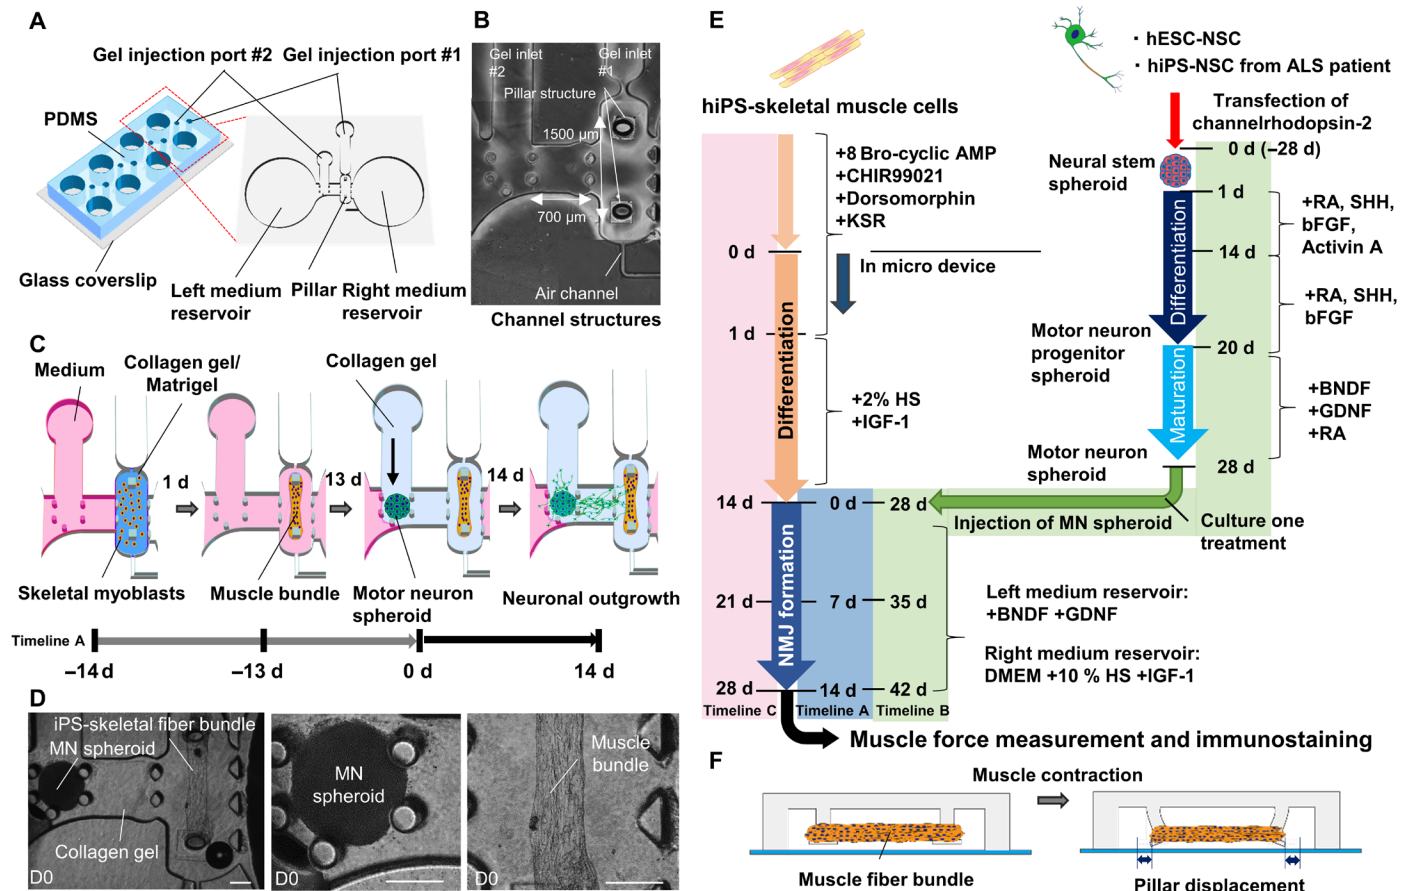 A
Gel injection port #2
Gel injection port #1
PDMS
Glass coverslip
Left medium
reservoir
Pillar
Right medium
reservoir
B
Gel inlet
#2
Gel inlet
#1
Pillar structure
1500 µm
700 µm
Air channel
Channel structures
C
Medium
Collagen gel/
Matrigel
Collagen gel
1 d
13 d
14 d
Skeletal myoblasts
Muscle bundle
Motor neuron
spheroid
Neuronal outgrowth
Timeline A
–14 d
–13 d
0 d
14 d
D
iPS-skeletal fiber bundle
MN spheroid
Collagen gel
D0
MN
spheroid
D0
Muscle
bundle
D0
E
hiPS-skeletal muscle cells
· hESC-NSC
· hiPS-NSC from ALS patient
Transfection of
channelrhodopsin-2
0 d (–28 d)
Neural stem
spheroid
1 d
+8 Bro-cyclic AMP
+CHIR99021
+Dorsomorphin
+KSR
+RA, SHH,
bFGF,
Activin A
0 d
In micro device
14 d
Differentiation
Differentiation
+RA, SHH,
bFGF
1 d
Motor neuron
progenitor
spheroid
20 d
Maturation
+2% HS
+IGF-1
+BNDF
+GDNF
+RA
Motor neuron
spheroid
28 d
14 d
0 d
28 d
Injection of MN spheroid
Culture one
treatment
NMJ formation
21 d
7 d
35 d
Left medium reservoir:
+BNDF +GDNF
Right medium reservoir:
DMEM +10 % HS +IGF-1
28 d
14 d
42 d
Timeline C
Timeline A
Timeline B
Muscle force measurement and immunostaining
F
Muscle contraction
Muscle fiber bundle
Pillar displacement